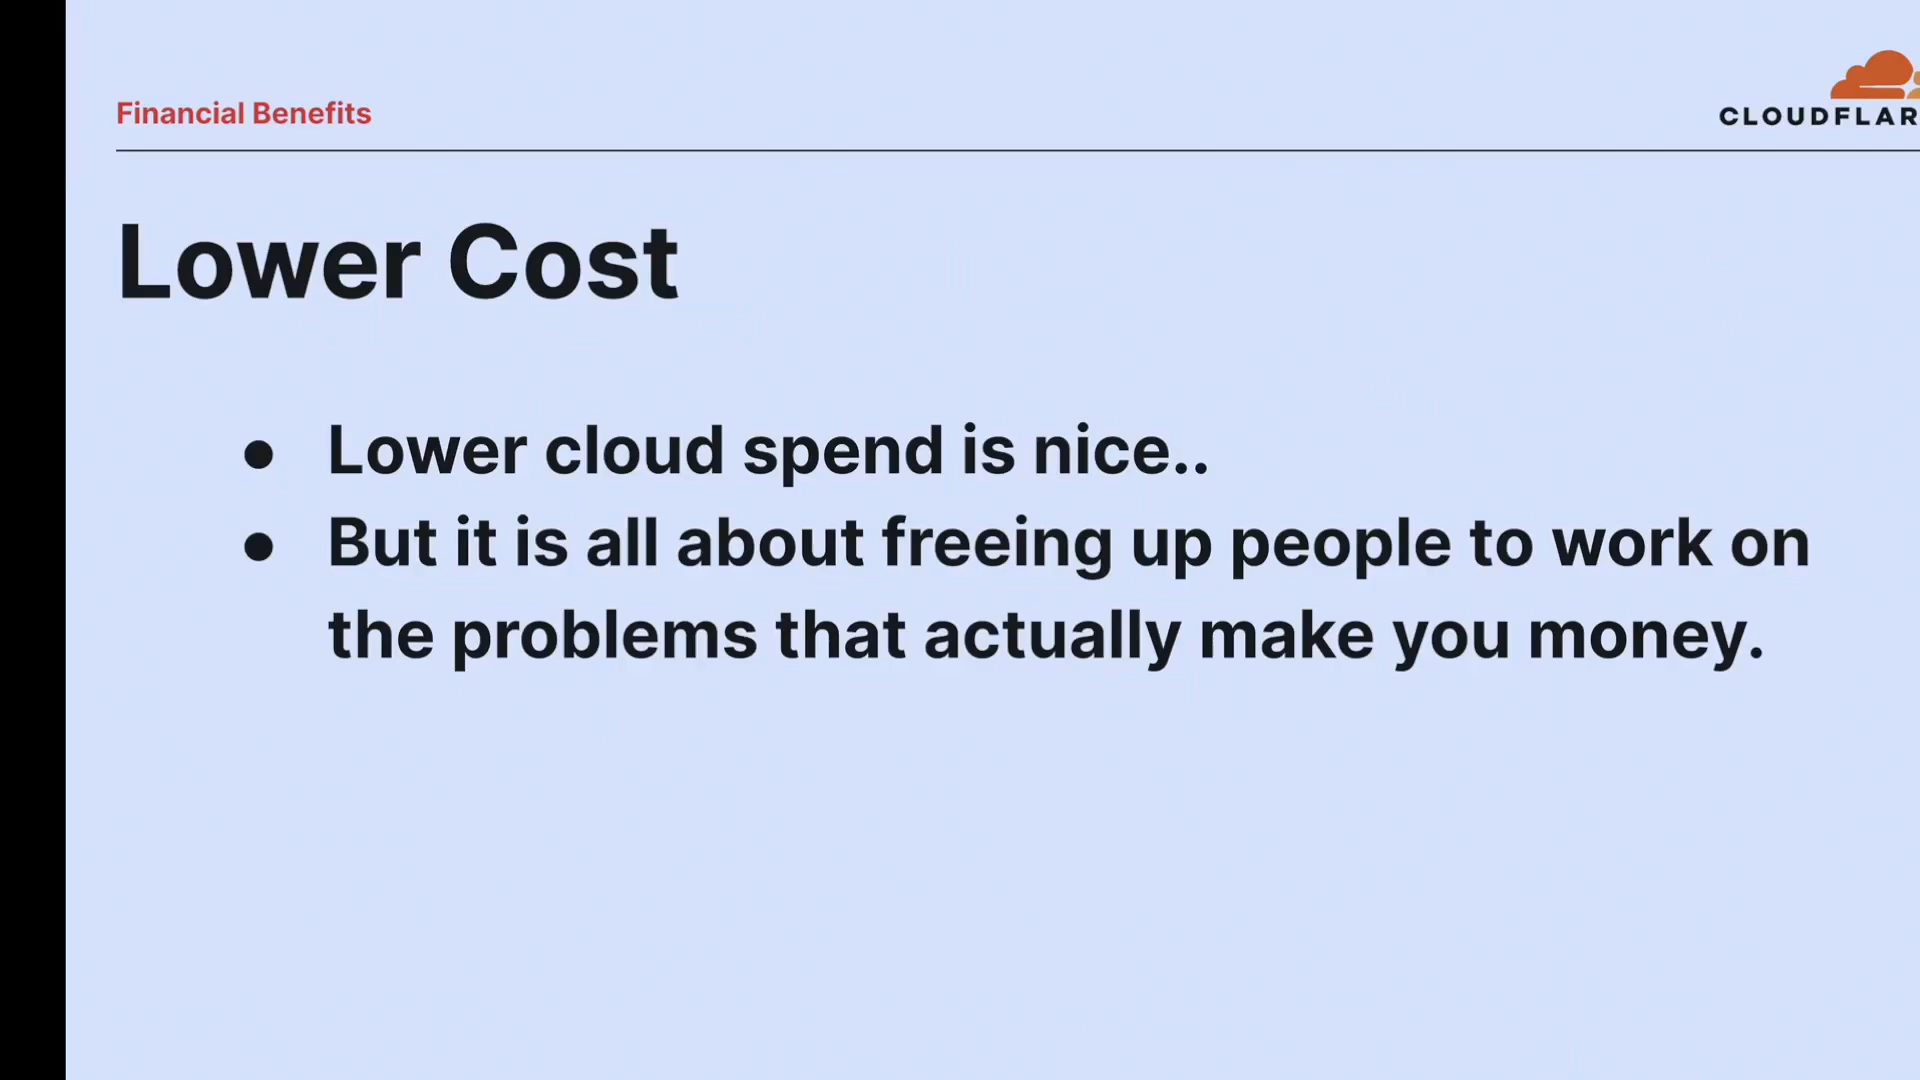 Financial Benefits
CLOUDFLAR
Lower Cost
● Lower cloud spend is nice..
● But it is all about freeing up people to work on
the problems that actually make you money.